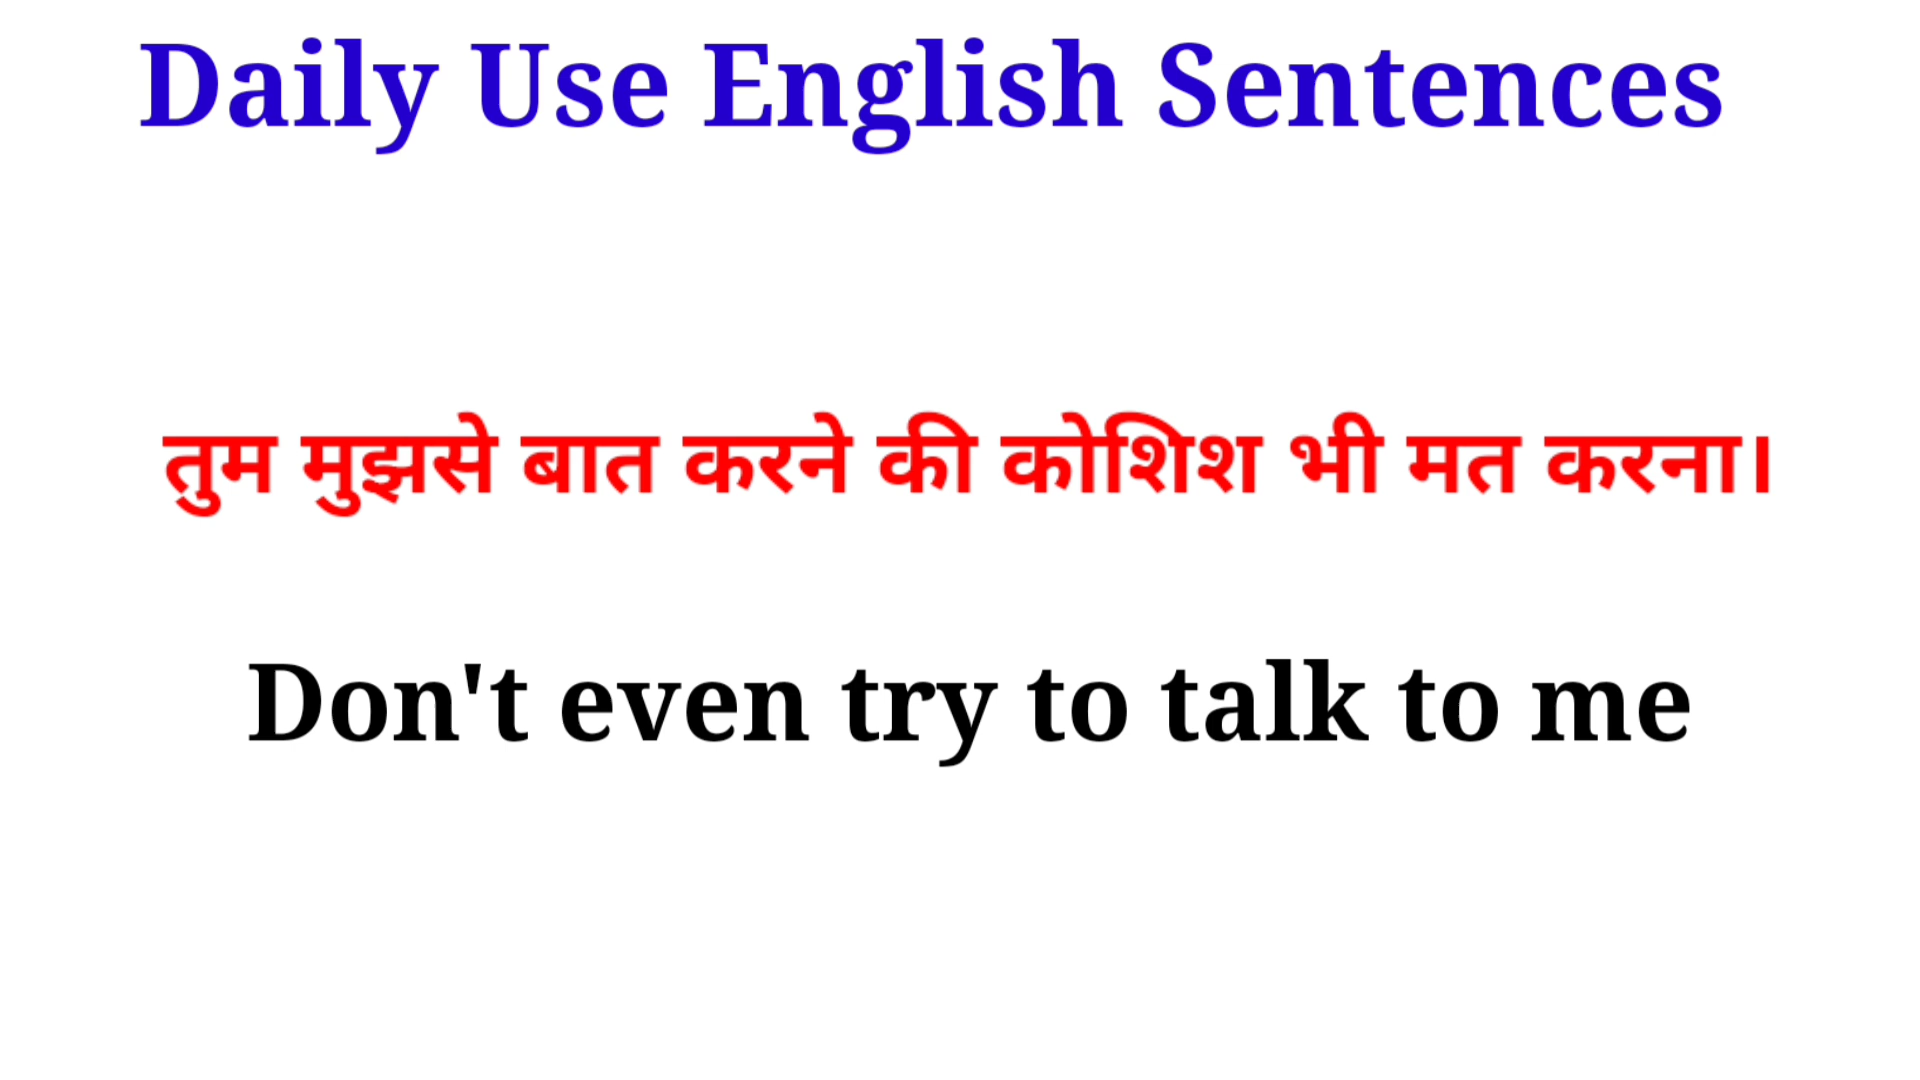 Daily Use English Sentences
तुम मुझसे बात करने की कोशिश भी मत करना।
Don't even try to talk to me